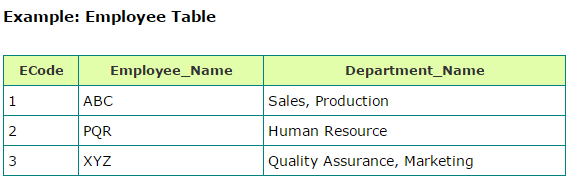 Example: Employee Table
ECode Employee_Name Department_Name
1 ABC Sales, Production
2 PQR Human Resource
3 XYZ Quality Assurance, Marketing